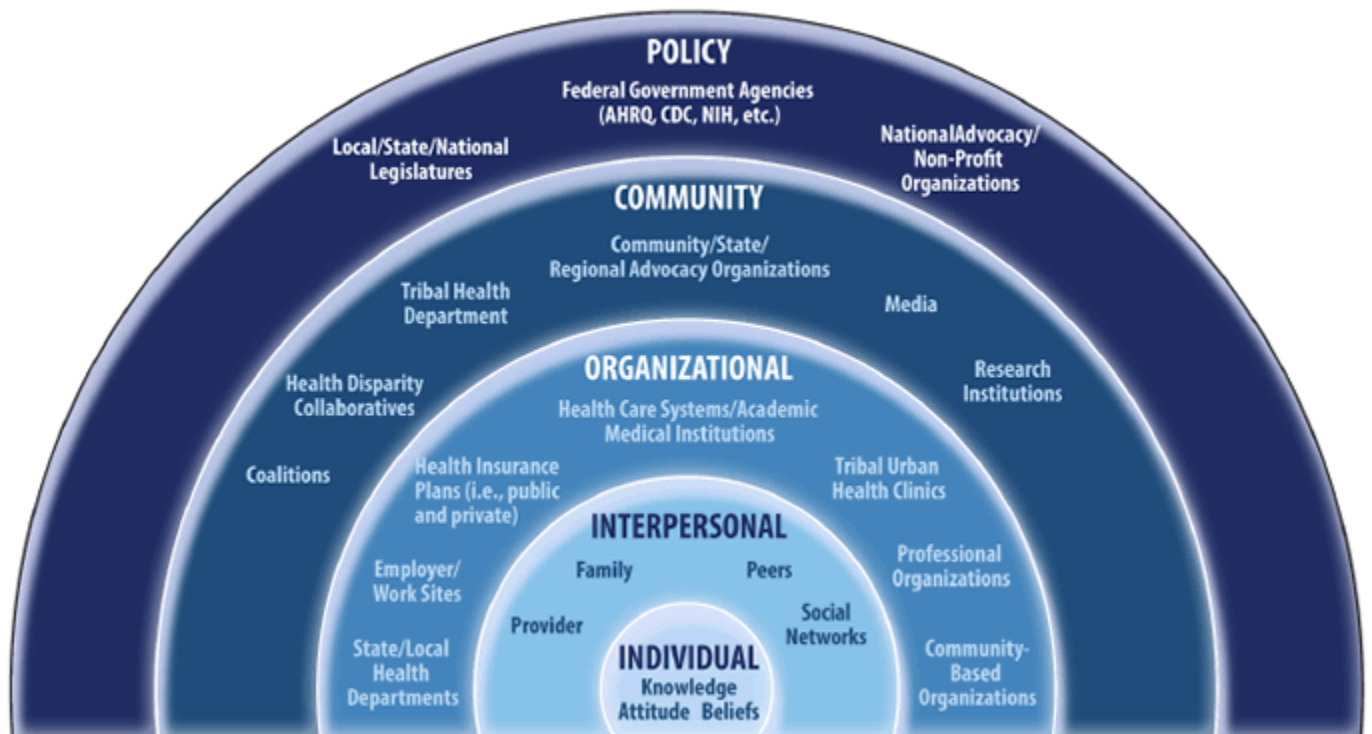 POLICY
Federal Government Agencies
(AHRQ, CDC, NIH, etc.)
Local/State/National
Legislatures
NationalAdvocacy/
Non-Profit
Organizations
COMMUNITY
Community/State/
Regional Advocacy Organizations
Tribal Health
Department
Media
Health Disparity
Collaboratives
Research
Institutions
Coalitions
ORGANIZATIONAL
Health Care Systems/Academic
Medical Institutions
Health Insurance
Plans (i.e., public
and private)
Tribal Urban
Health Clinics
Employer/
Work Sites
Professional
Organizations
State/Local
Health
Departments
Community-
Based
Organizations
INTERPERSONAL
Family
Peers
Provider
Social
Networks
INDIVIDUAL
Knowledge
Attitude Beliefs